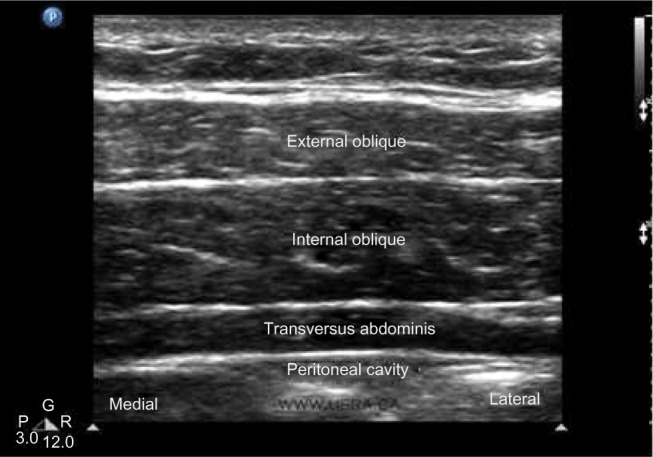 P
External oblique
Internal oblique
Transversus abdominis
Peritoneal cavity
Medial
Lateral
WWW.USRA.CA
G
P R
3.0 12.0